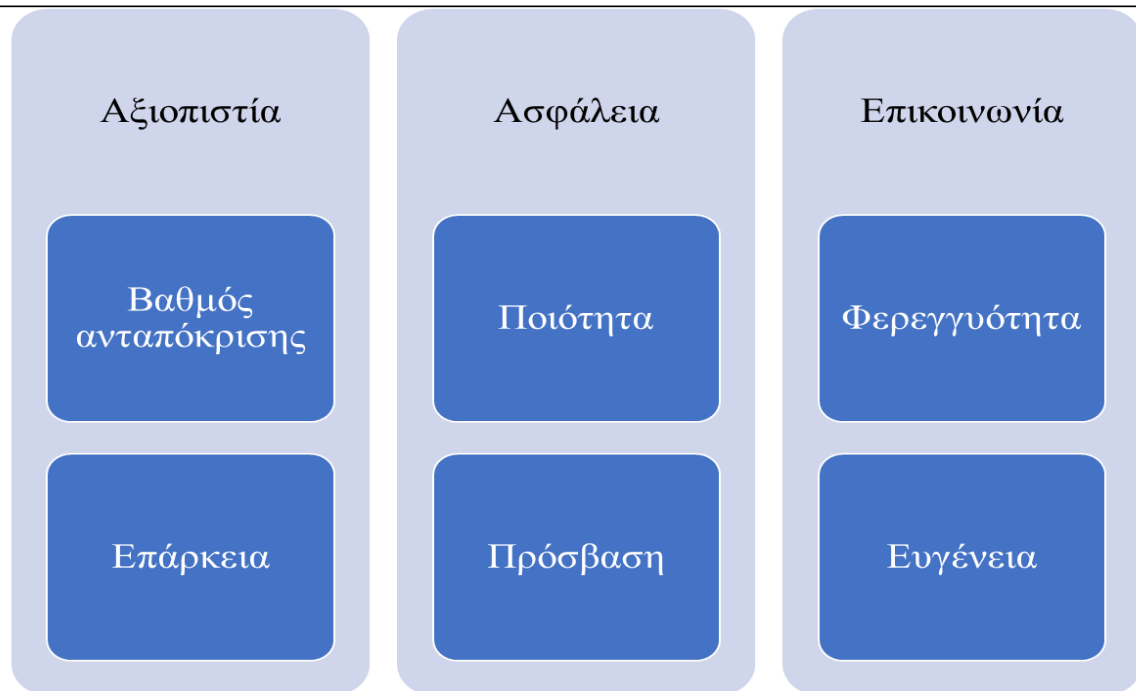 Αξιοπιστία
Βαθμός
ανταπόκρισης
Επάρκεια
Ασφάλεια
Ποιότητα
Πρόσβαση
Επικοινωνία
Φερεγγυότητα
Ευγένεια